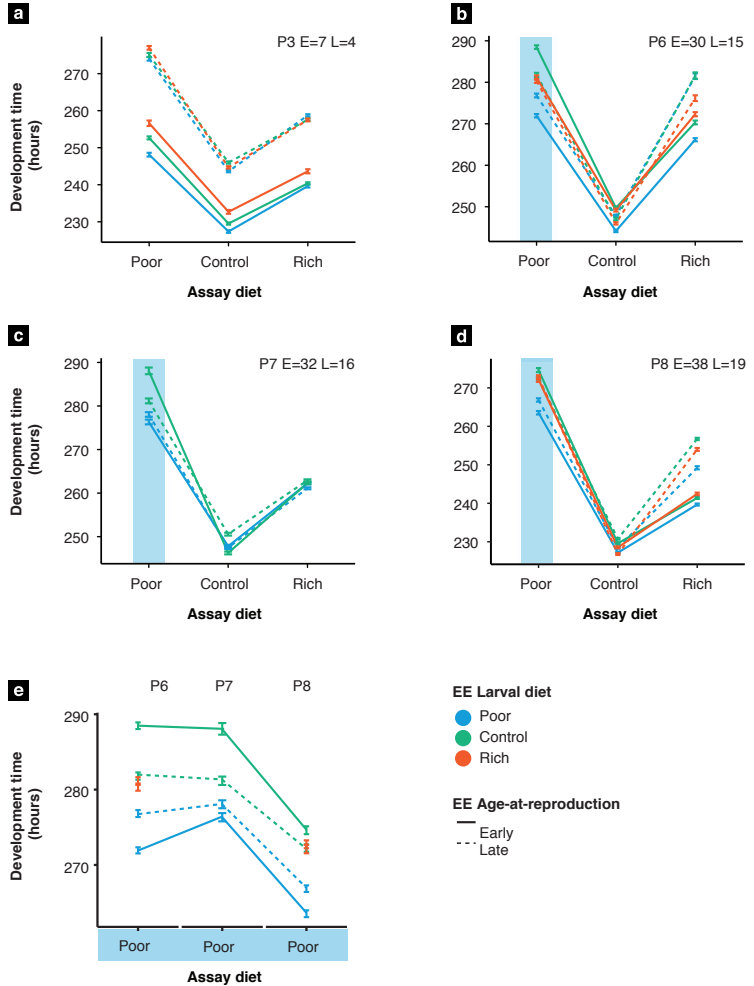 a
P3 E=7 L=4
Development time
(hours)
270
260
250
240
230
Poor Control Rich
Assay diet
b
P6 E=30 L=15
290
280
270
260
250
Poor Control Rich
Assay diet
c
P7 E=32 L=16
Development time
(hours)
290
280
270
260
250
Poor Control Rich
Assay diet
d
P8 E=38 L=19
270
260
250
240
230
Poor Control Rich
Assay diet
e
P6 P7 P8
Development time
(hours)
290
280
270
Poor Poor Poor
Assay diet
EE Larval diet
Poor
Control
Rich
EE Age-at-reproduction
Early
Late